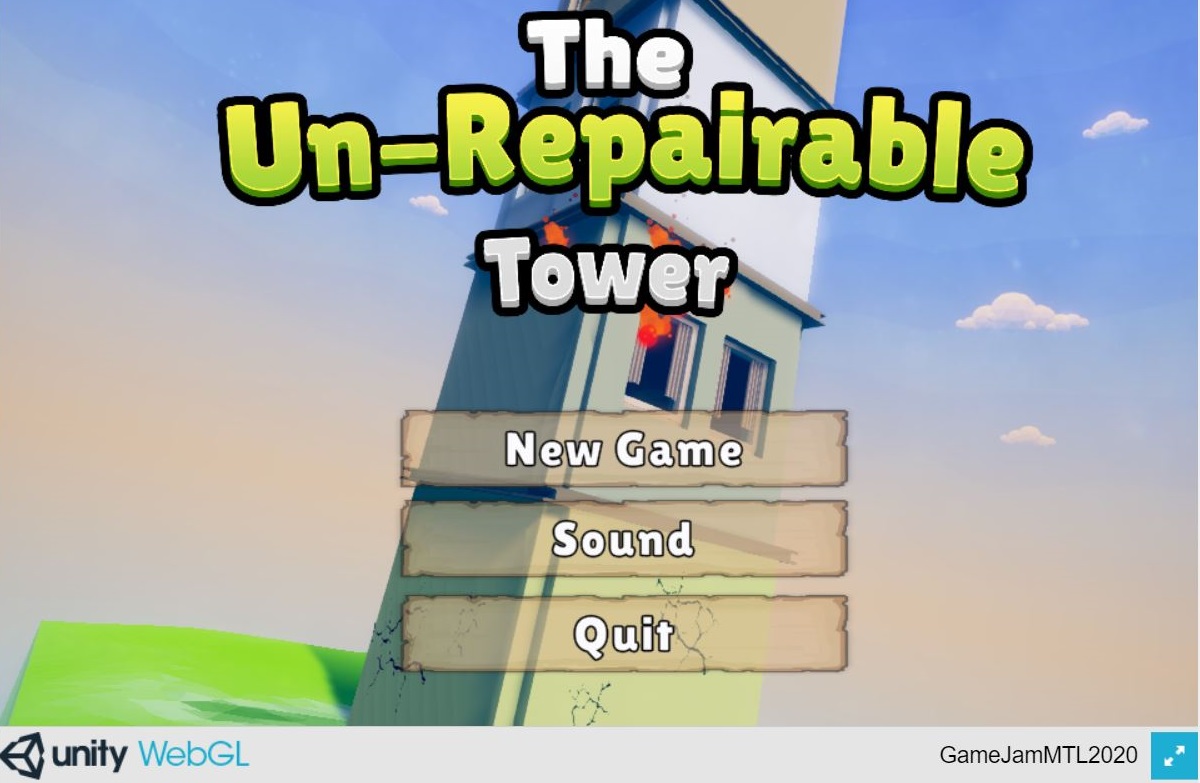 The
Un-Repairable
Tower
New Game
Sound
Quit
unity WebGL
GameJamMTL2020